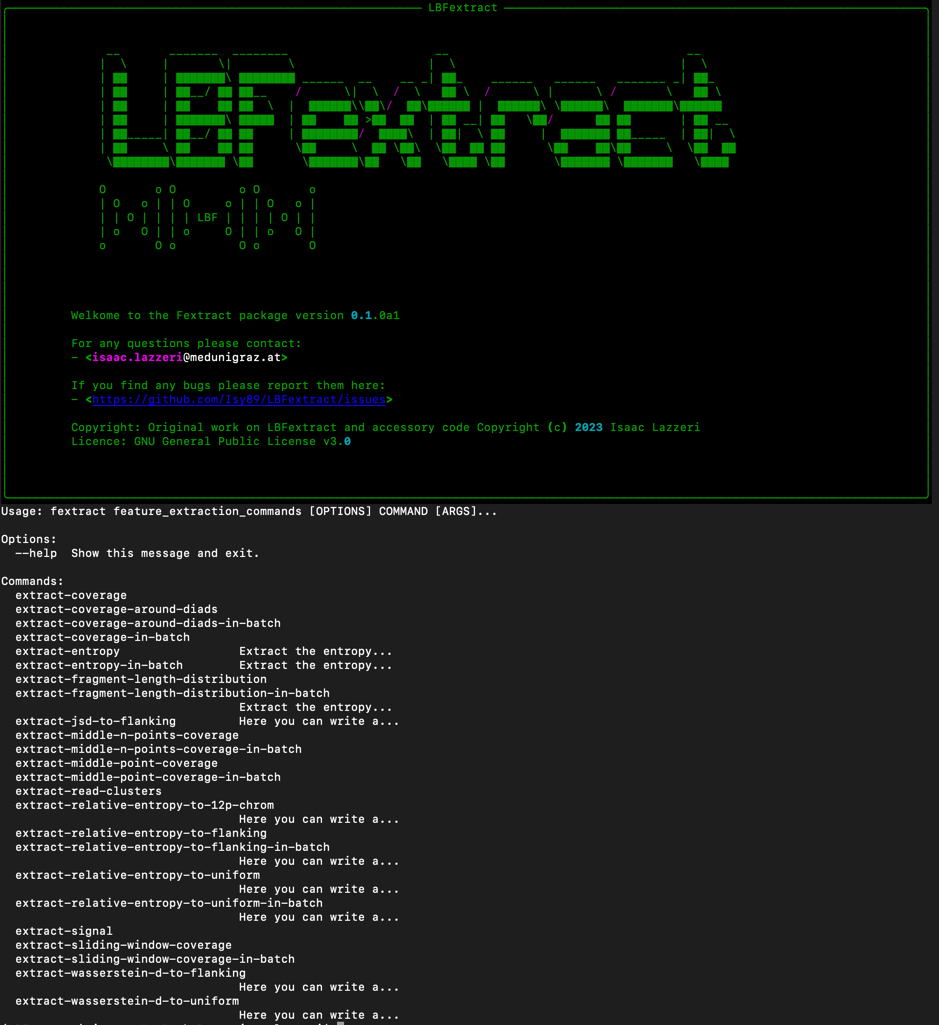 LBFextract
LBFextract
LBF
Welkome to the Fextract package version 0.1.0a1
For any questions please contact:
- <isaac.lazzeri@medunigraz.at>
If you find any bugs please report them here:
- <https://github.com/Isy89/LBFextract/issues>
Copyright: Original work on LBFextract and accessory code Copyright (c) 2023 Isaac Lazzeri
Licence: GNU General Public License v3.0
Usage: fextract feature_extraction_commands [OPTIONS] COMMAND [ARGS]...
Options:
--help  Show this message and exit.
Commands:
extract-coverage
extract-coverage-around-diads
extract-coverage-around-diads-in-batch
extract-coverage-in-batch
extract-entropy                 Extract the entropy...
extract-entropy-in-batch        Extract the entropy...
extract-fragment-length-distribution
extract-fragment-length-distribution-in-batch
Extract the entropy...
extract-jsd-to-flanking         Here you can write a...
extract-middle-n-points-coverage
extract-middle-n-points-coverage-in-batch
extract-middle-point-coverage
extract-middle-point-coverage-in-batch
extract-read-clusters
extract-relative-entropy-to-12p-chrom
Here you can write a...
extract-relative-entropy-to-flanking
extract-relative-entropy-to-flanking-in-batch
Here you can write a...
extract-relative-entropy-to-uniform
Here you can write a...
extract-relative-entropy-to-uniform-in-batch
Here you can write a...
extract-signal
extract-sliding-window-coverage
extract-sliding-window-coverage-in-batch
extract-wasserstein-d-to-flanking
Here you can write a...
extract-wasserstein-d-to-uniform
Here you can write a...